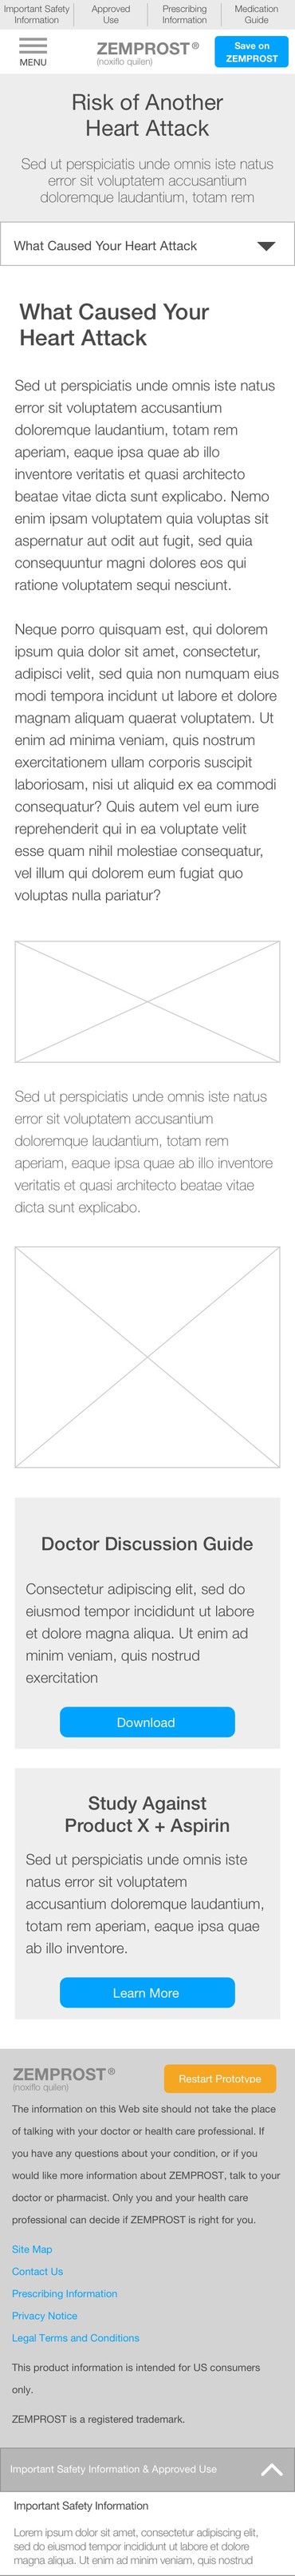 Important Safety Information
Approved Use
Prescribing Information
Medication Guide
MENU
ZEMPROST®
(noxiflo quilen)
Save on
ZEMPROST
Risk of Another
Heart Attack
Sed ut perspiciatis unde omnis iste natus
error sit voluptatem accusantium
doloremque laudantium, totam rem
What Caused Your Heart Attack
What Caused Your
Heart Attack
Sed ut perspiciatis unde omnis iste natus
error sit voluptatem accusantium
doloremque laudantium, totam rem
aperiam, eaque ipsa quae ab illo
inventore veritatis et quasi architecto
beatae vitae dicta sunt explicabo. Nemo
enim ipsam voluptatem quia voluptas sit
aspernatur aut odit aut fugit, sed quia
consequuntur magni dolores eos qui
ratione voluptatem sequi nesciunt.
Neque porro quisquam est, qui dolorem
ipsum quia dolor sit amet, consectetur,
adipisci velit, sed quia non numquam eius
modi tempora incidunt ut labore et dolore
magnam aliquam quaerat voluptatem. Ut
enim ad minima veniam, quis nostrum
exercitationem ullam corporis suscipit
laboriosam, nisi ut aliquid ex ea commodi
consequatur? Quis autem vel eum iure
reprehenderit qui in ea voluptate velit
esse quam nihil molestiae consequatur,
vel illum qui dolorem eum fugiat quo
voluptas nulla pariatur?
Sed ut perspiciatis unde omnis iste natus
error sit voluptatem accusantium
doloremque laudantium, totam rem
aperiam, eaque ipsa quae ab illo inventore
veritatis et quasi architecto beatae vitae
dicta sunt explicabo.
Doctor Discussion Guide
Consectetur adipiscing elit, sed do
eiusmod tempor incididunt ut labore
et dolore magna aliqua. Ut enim ad
minim veniam, quis nostrud
exercitation
Download
Study Against
Product X + Aspirin
Sed ut perspiciatis unde omnis iste
natus error sit voluptatem
accusantium doloremque laudantium,
totam rem aperiam, eaque ipsa quae
ab illo inventore.
Learn More
ZEMPROST®
(noxiflo quilen)
Restart Prototype
The information on this Web site should not take the place
of talking with your doctor or health care professional. If
you have any questions about your condition, or if you
would like more information about ZEMPROST, talk to your
doctor or pharmacist. Only you and your health care
professional can decide if ZEMPROST is right for you.
Site Map
Contact Us
Prescribing Information
Privacy Notice
Legal Terms and Conditions
This product information is intended for US consumers
only.
ZEMPROST is a registered trademark.
Important Safety Information & Approved Use
Important Safety Information
Lorem ipsum dolor sit amet, consectetur adipiscing elit,
sed do eiusmod tempor incididunt ut labore et dolore
magna aliqua. Ut enim ad minim veniam, quis nostrud